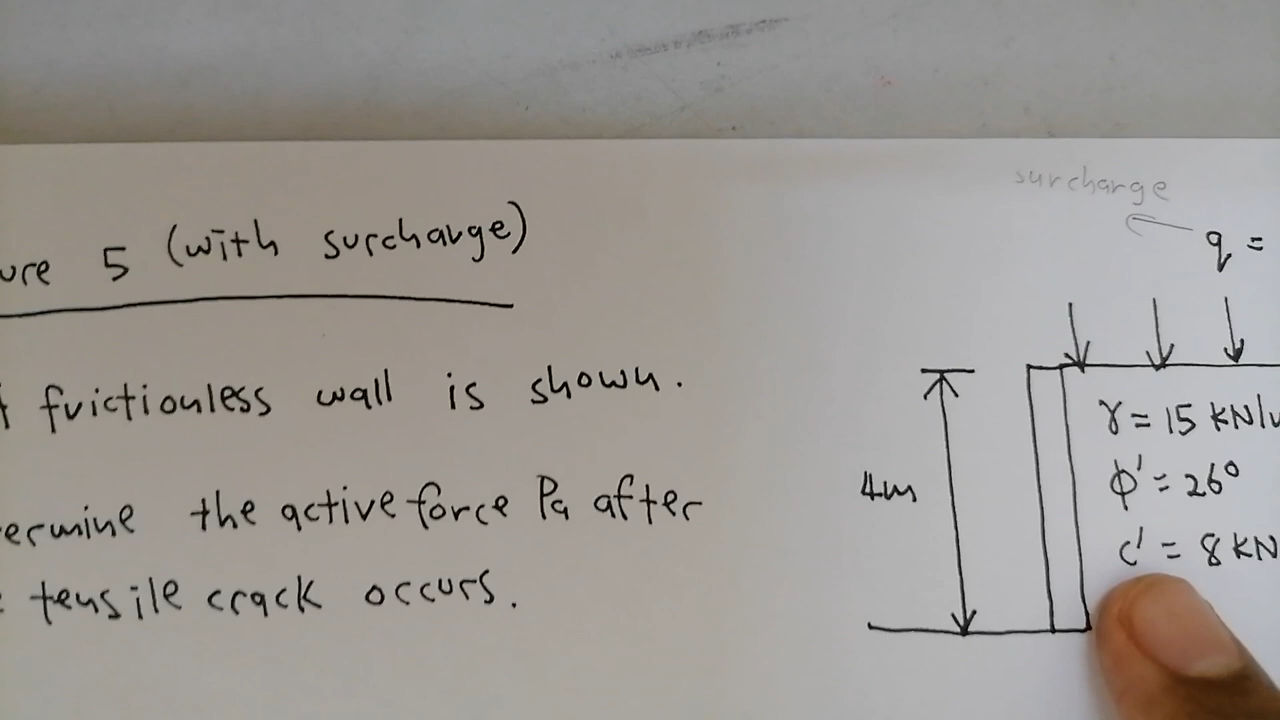 ure 5 (with surcharge)
frictionless wall is shown.
ermine the active force Pa after
tensile crack occurs.
surcharge
q =
4m
γ = 15 KN/
ϕ' = 26°
c' = 8 KN